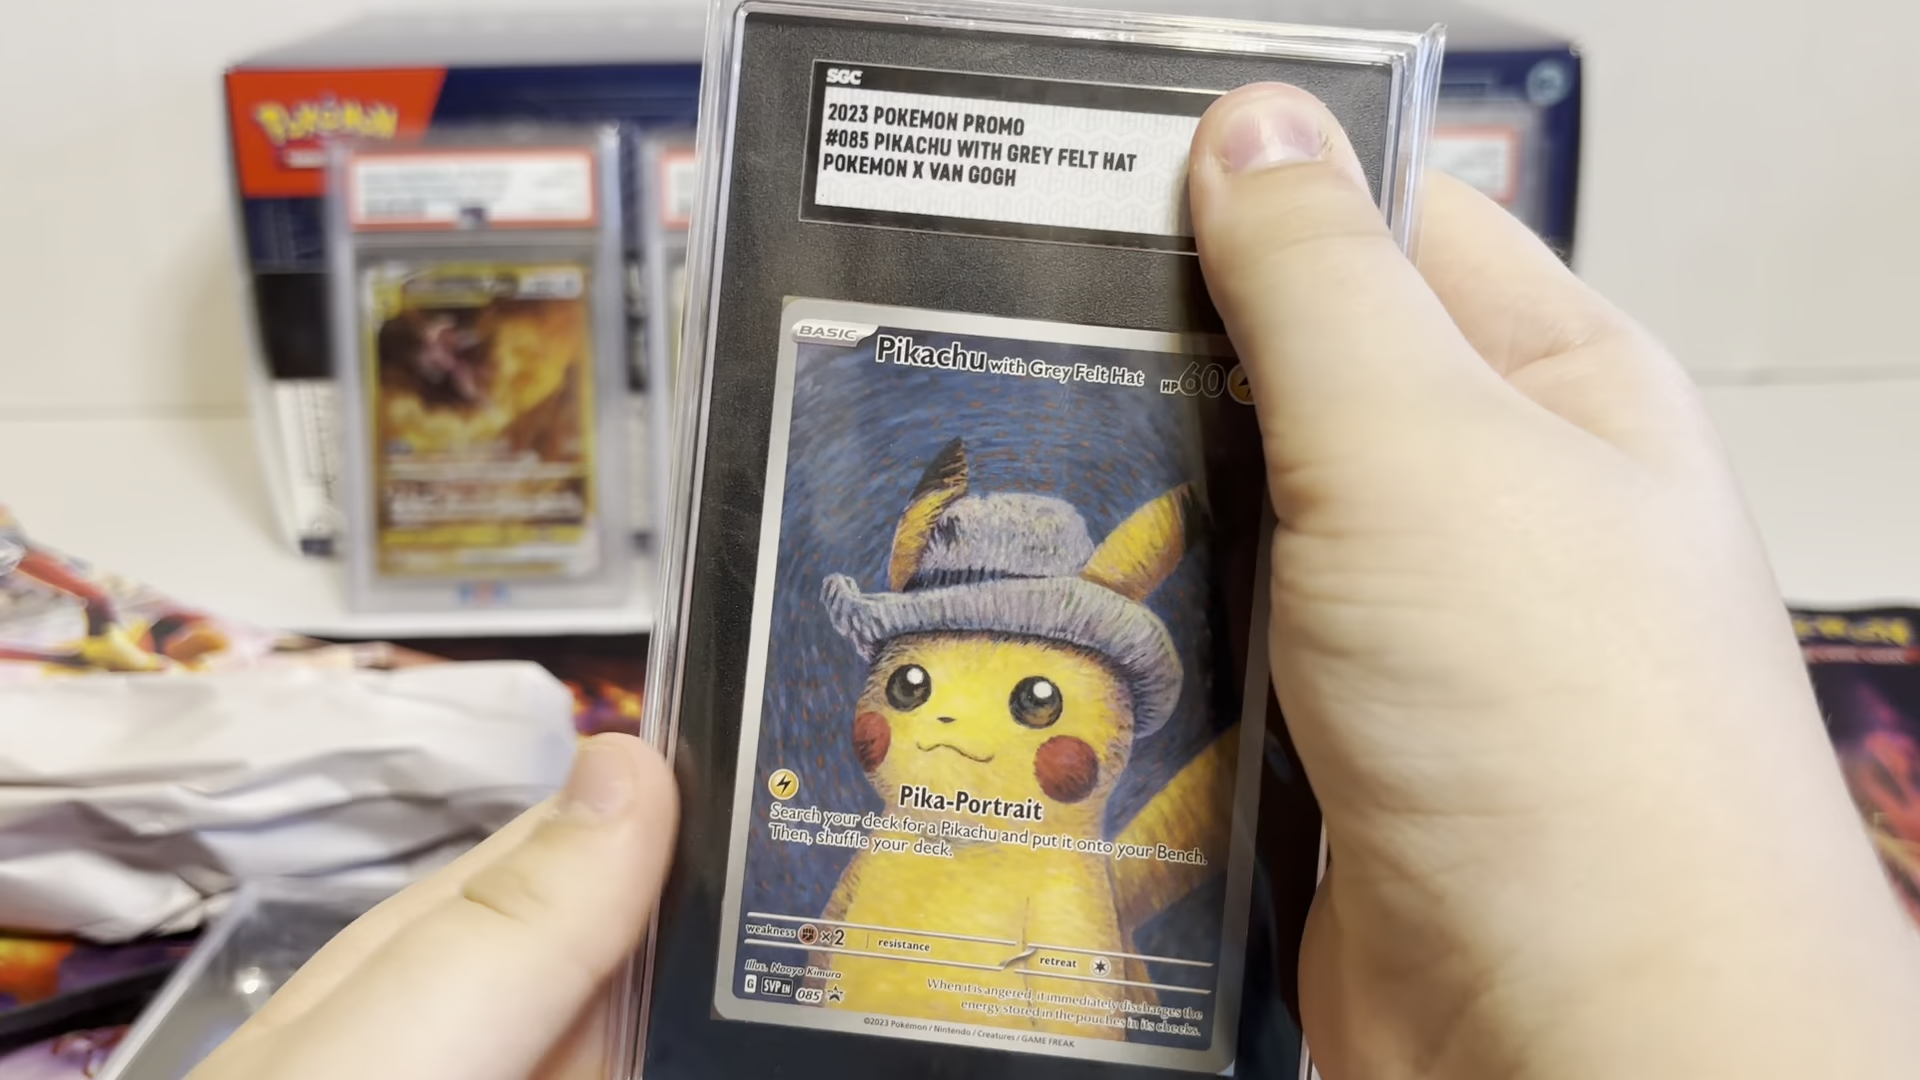 Pokémon
SGC
2023 POKEMON PROMO
#085 PIKACHU WITH GREY FELT HAT
POKEMON X VAN GOGH
BASIC
Pikachu with Grey Felt Hat HP 60
Pika-Portrait
Search your deck for a Pikachu and put it onto your Bench.
Then, shuffle your deck.
weakness ×2 resistance
retreat
Illus. Naoyo Kimura
G SVP EN 085
When it is angered, it immediately discharges the
energy stored in the pouches in its cheeks.
©2023 Pokémon / Nintendo / Creatures / GAME FREAK